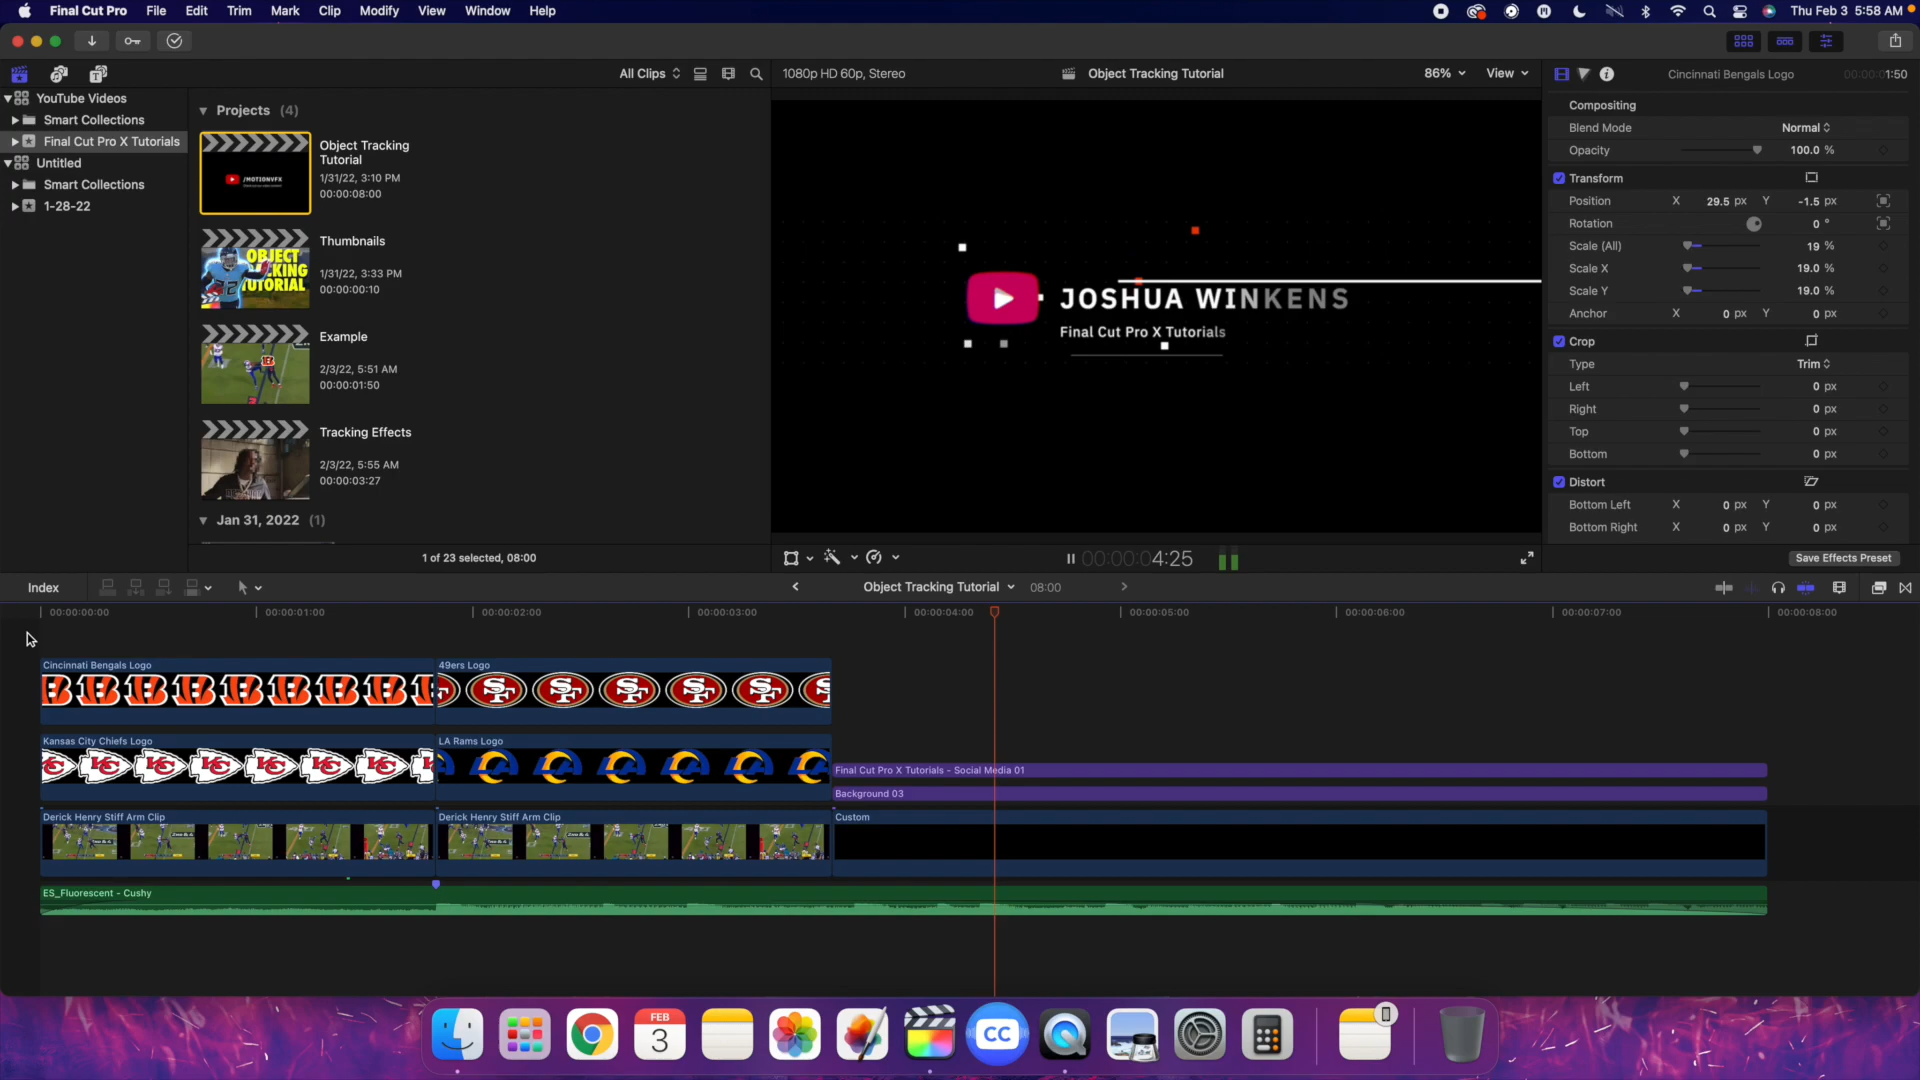 Final Cut Pro File Edit Trim Mark Clip Modify View Window Help
Thu Feb 3 5:58 AM
All Clips
1080p HD 60p, Stereo
Object Tracking Tutorial
86% View
Cincinnati Bengals Logo 00:00:01:50
YouTube Videos
Smart Collections
Final Cut Pro X Tutorials
Untitled
Smart Collections
1-28-22
Projects (4)
/MOTIONVFX
Object Tracking
Tutorial
1/31/22, 3:10 PM
00:00:08:00
OBJECT
TRACKING
TUTORIAL
Thumbnails
1/31/22, 3:33 PM
00:00:00:10
Example
2/3/22, 5:51 AM
00:00:01:50
Tracking Effects
2/3/22, 5:55 AM
00:00:03:27
Jan 31, 2022 (1)
1 of 23 selected, 08:00
JOSHUA WINKENS
Final Cut Pro X Tutorials
00:00:04:25
Compositing
Blend Mode Normal
Opacity 100.0 %
Transform
Position X 29.5 px Y -1.5 px
Rotation 0 °
Scale (All) 19 %
Scale X 19.0 %
Scale Y 19.0 %
Anchor X 0 px Y 0 px
Crop
Type Trim
Left 0 px
Right 0 px
Top 0 px
Bottom 0 px
Distort
Bottom Left X 0 px Y 0 px
Bottom Right X 0 px Y 0 px
Save Effects Preset
Index
Object Tracking Tutorial 08:00
00:00:00:00 00:00:01:00 00:00:02:00 00:00:03:00 00:00:04:00 00:00:05:00 00:00:06:00 00:00:07:00 00:00:08:00
Cincinnati Bengals Logo 49ers Logo
Kansas City Chiefs Logo LA Rams Logo
Final Cut Pro X Tutorials - Social Media 01
Background 03
Derick Henry Stiff Arm Clip Derick Henry Stiff Arm Clip Custom
ES_Fluorescent - Cushy
FEB
3
CC